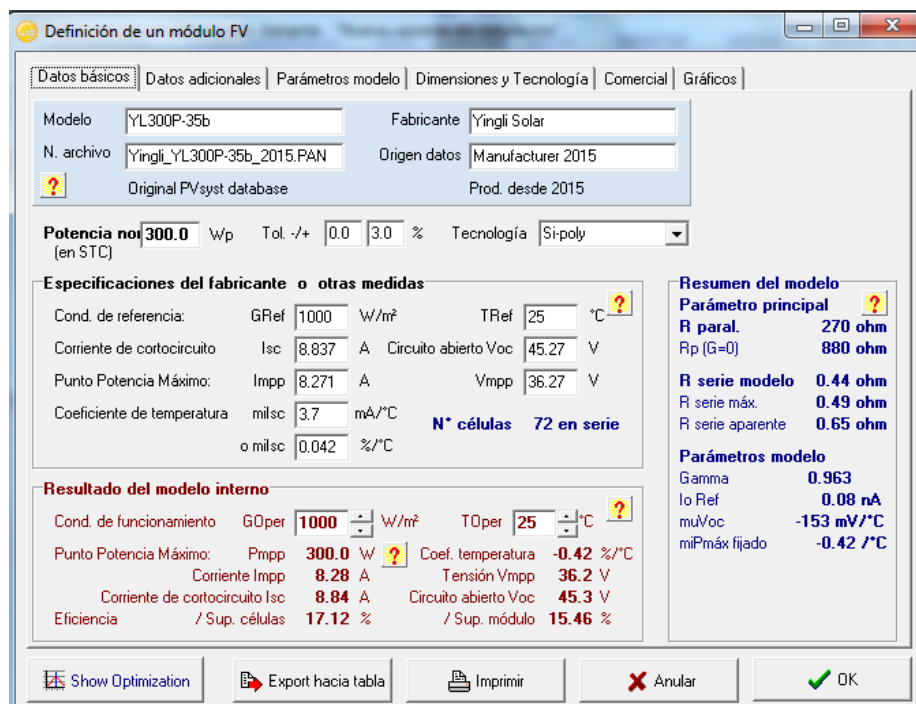 Definición de un módulo FV
Datos básicos Datos adicionales Parámetros modelo Dimensiones y Tecnología Comercial Gráficos
Modelo YL300P-35b Fabricante Yingli Solar
N. archivo Yingli_YL300P-35b_2015.PAN Origen datos Manufacturer 2015
? Original PVsyst database Prod. desde 2015
Potencia nor 300.0 Wp Tol. -/+ 0.0 3.0 % Tecnología Si-poly
(en STC)
Especificaciones del fabricante o otras medidas
Cond. de referencia: GRef 1000 W/m² TRef 25 °C ?
Corriente de cortocircuito Isc 8.837 A Circuito abierto Voc 45.27 V
Punto Potencia Máximo: Impp 8.271 A Vmpp 36.27 V
Coeficiente de temperatura miIsc 3.7 mA/°C
N° células 72 en serie
o miIsc 0.042 %/°C
Resultado del modelo interno
Cond. de funcionamiento GOper 1000 W/m² TOper 25 °C ?
Punto Potencia Máximo: Pmpp 300.0 W ? Coef. temperatura -0.42 %/°C
Corriente Impp 8.28 A Tensión Vmpp 36.2 V
Corriente de cortocircuito Isc 8.84 A Circuito abierto Voc 45.3 V
Eficiencia / Sup. células 17.12 % / Sup. módulo 15.46 %
Resumen del modelo
Parámetro principal ?
R paral. 270 ohm
Rp (G=0) 880 ohm
R serie modelo 0.44 ohm
R serie máx. 0.49 ohm
R serie aparente 0.65 ohm
Parámetros modelo
Gamma 0.963
Io Ref 0.08 nA
muVoc -153 mV/°C
miPmáx fijado -0.42 /°C
Show Optimization Export hacia tabla Imprimir Anular OK